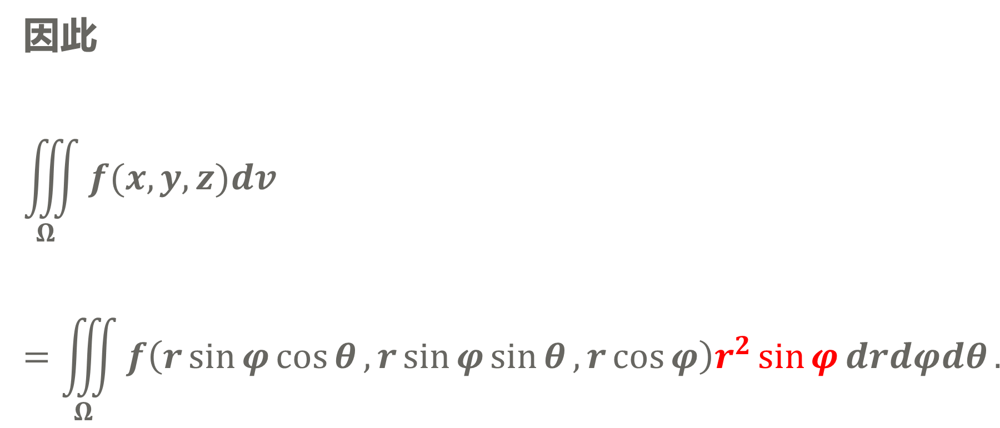 因此
∭_Ω f(x, y, z)dv
= ∭_Ω f(r sin φ cos θ , r sin φ sin θ , r cos φ)r² sin φ drdφdθ .